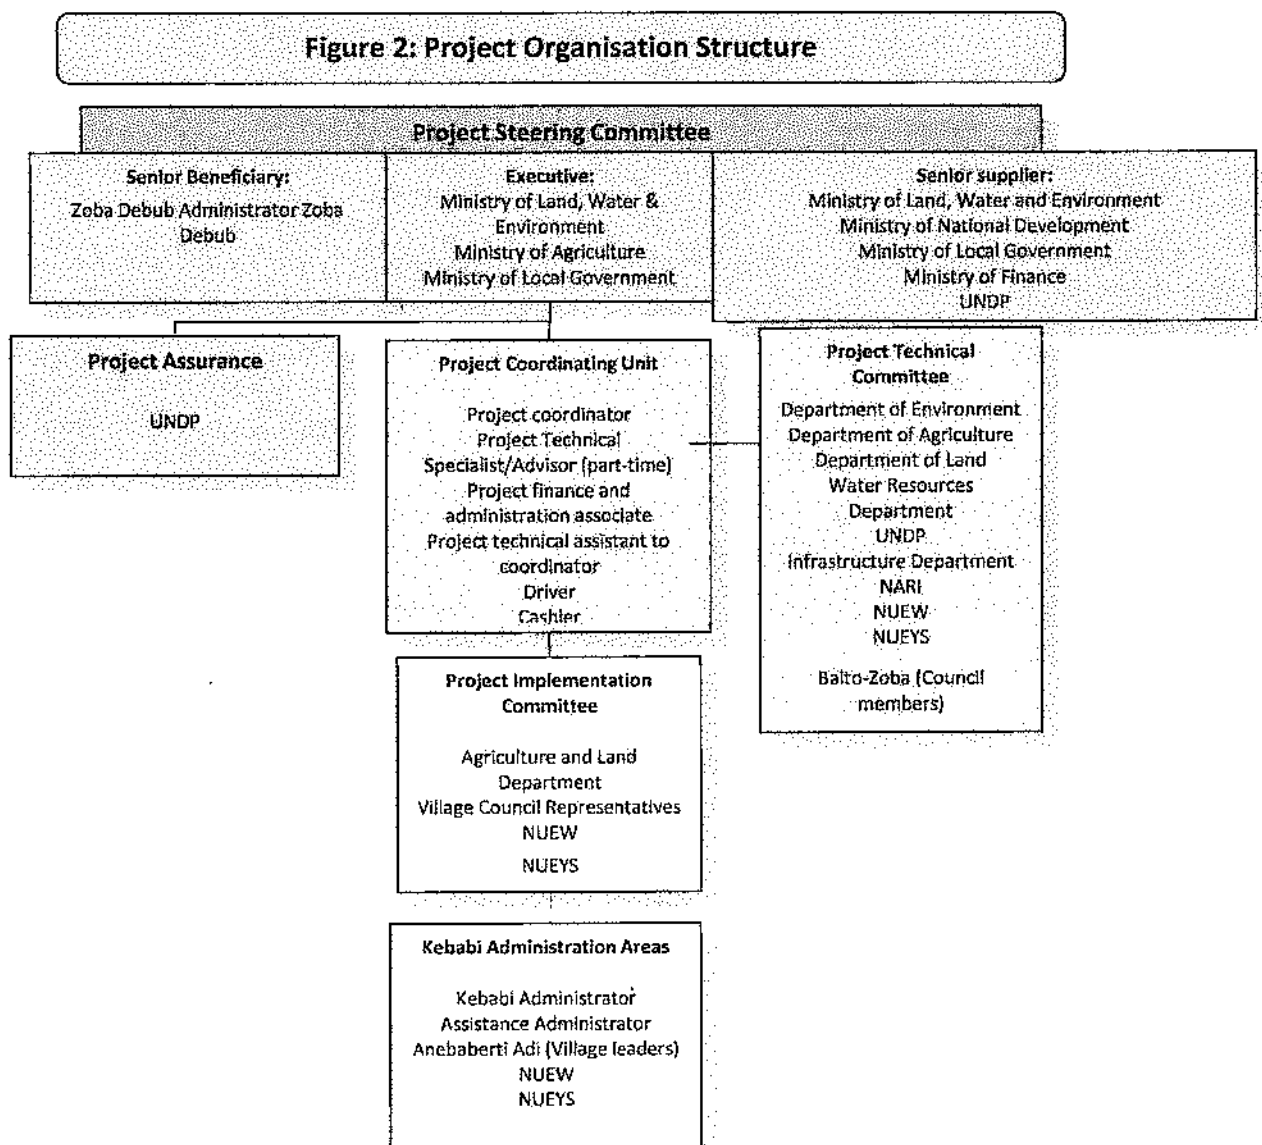 Figure 2: Project Organisation Structure
Project Steering Committee
Senior Beneficiary:
Zoba Debub Administrator Zoba
Debub
Executive:
Ministry of Land, Water &
Environment
Ministry of Agriculture
Ministry of Local Government
Senior supplier:
Ministry of Land, Water and Environment
Ministry of National Development
Ministry of Local Government
Ministry of Finance
UNDP
Project Assurance
UNDP
Project Coordinating Unit
Project coordinator
Project Technical
Specialist/Advisor (part-time)
Project finance and
administration associate
Project technical assistant to
coordinator
Driver
Cashier
Project Technical
Committee
Department of Environment
Department of Agriculture
Department of Land
Water Resources
Department
UNDP
Infrastructure Department
NARI
NUEW
NUEYS
Baito-Zoba (Council
members)
Project Implementation
Committee
Agriculture and Land
Department
Village Council Representatives
NUEW
NUEYS
Kebabi Administration Areas
Kebabi Administrator
Assistance Administrator
Anebaberti Adi (Village leaders)
NUEW
NUEYS